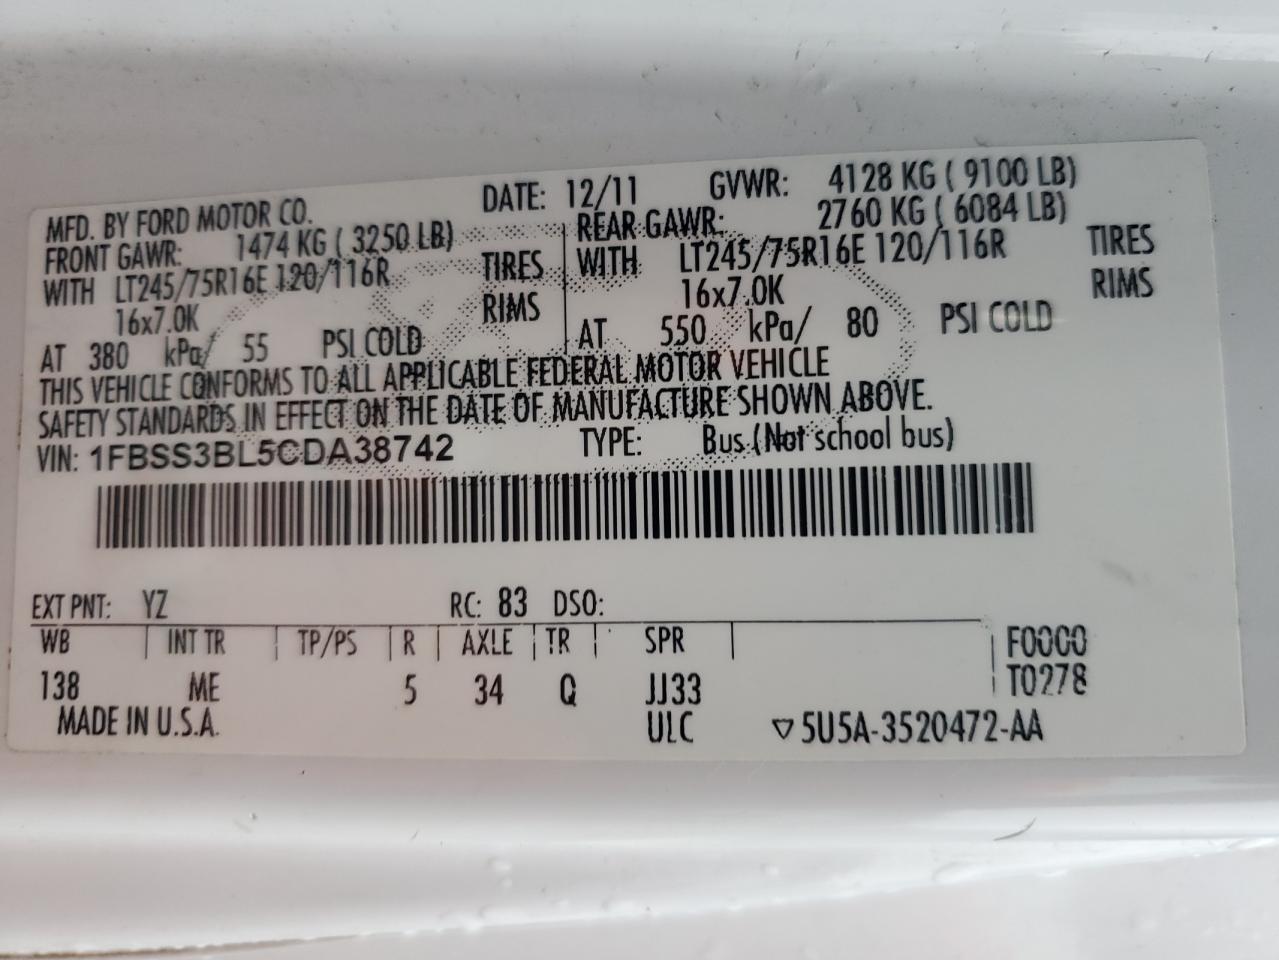 MFD. BY FORD MOTOR CO. DATE: 12/11 GVWR: 4128 KG ( 9100 LB)
FRONT GAWR: 1474 KG ( 3250 LB) REAR GAWR: 2760 KG ( 6084 LB)
WITH LT245/75R16E 120/116R TIRES WITH LT245/75R16E 120/116R TIRES
16x7.0K RIMS 16x7.0K RIMS
AT 380 kPa/ 55 PSI COLD AT 550 kPa/ 80 PSI COLD
THIS VEHICLE CONFORMS TO ALL APPLICABLE FEDERAL MOTOR VEHICLE
SAFETY STANDARDS IN EFFECT ON THE DATE OF MANUFACTURE SHOWN ABOVE.
VIN: 1FBSS3BL5CDA38742 TYPE: Bus (Not school bus)
EXT PNT: YZ RC: 83 DSO:
WB INT TR TP/PS R AXLE TR SPR F0000
138 ME 5 34 Q JJ33 T0278
MADE IN U.S.A. ULC ▽5U5A-3520472-AA